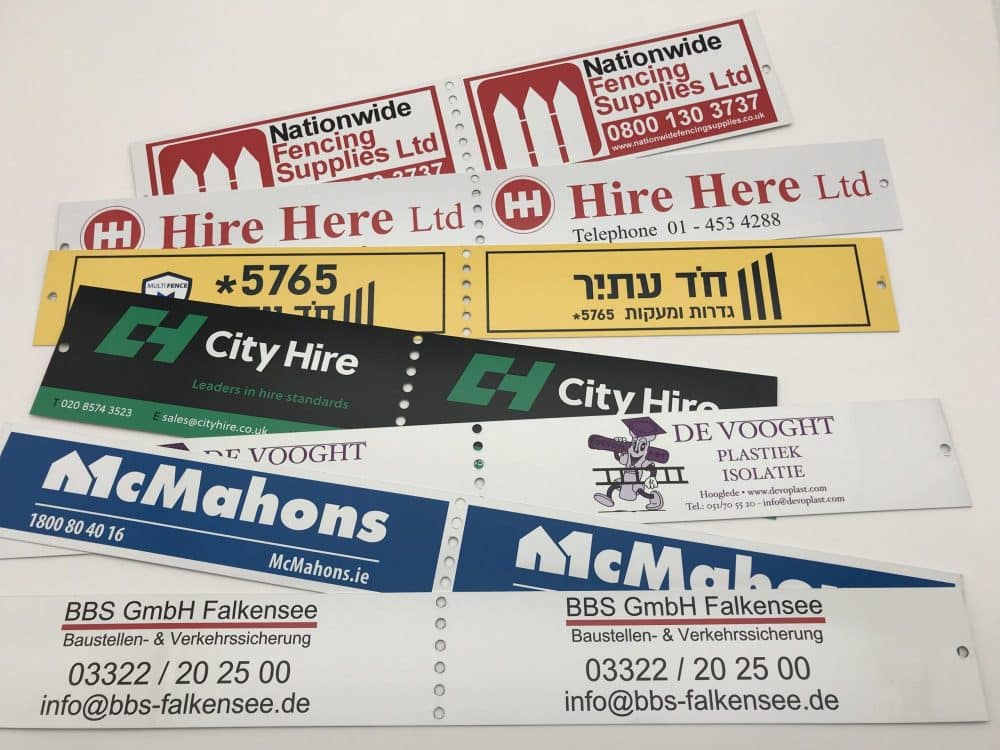 Nationwide
Fencing
Supplies Ltd
Nationwide
Fencing
Supplies Ltd
0800 130 3737
www.nationwidefencingsupplies.co.uk
Hire Here Ltd
Hire Here Ltd
Telephone 01 - 453 4288
MULTI FENCE
*5765
חד עתיר
גדרות ומעקות 5765*
City Hire
Leaders in hire standards
T 020 8574 3523 E sales@cityhire.co.uk
City Hire
DE VOOGHT
DE VOOGHT
PLASTIEK
ISOLATIE
Hooglede • www.devoplast.com
Tel.: 051/70 55 20 - info@devoplast.com
McMahons
1800 80 40 16
McMahons.ie
McMahons
BBS GmbH Falkensee
Baustellen- & Verkehrssicherung
03322 / 20 25 00
info@bbs-falkensee.de
BBS GmbH Falkensee
Baustellen- & Verkehrssicherung
03322 / 20 25 00
info@bbs-falkensee.de